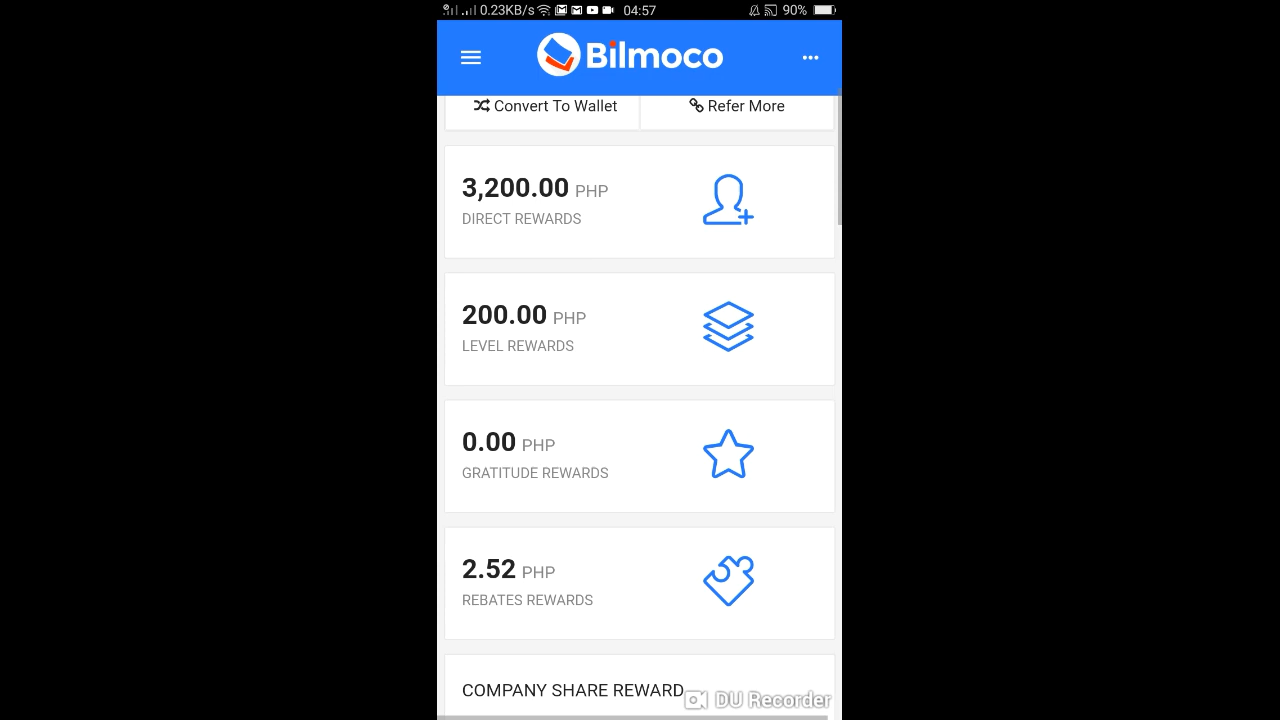 0.23KB/s 04:57 90%
Bilmoco
Convert To Wallet Refer More
3,200.00 PHP
DIRECT REWARDS
200.00 PHP
LEVEL REWARDS
0.00 PHP
GRATITUDE REWARDS
2.52 PHP
REBATES REWARDS
COMPANY SHARE REWARD
DU Recorder